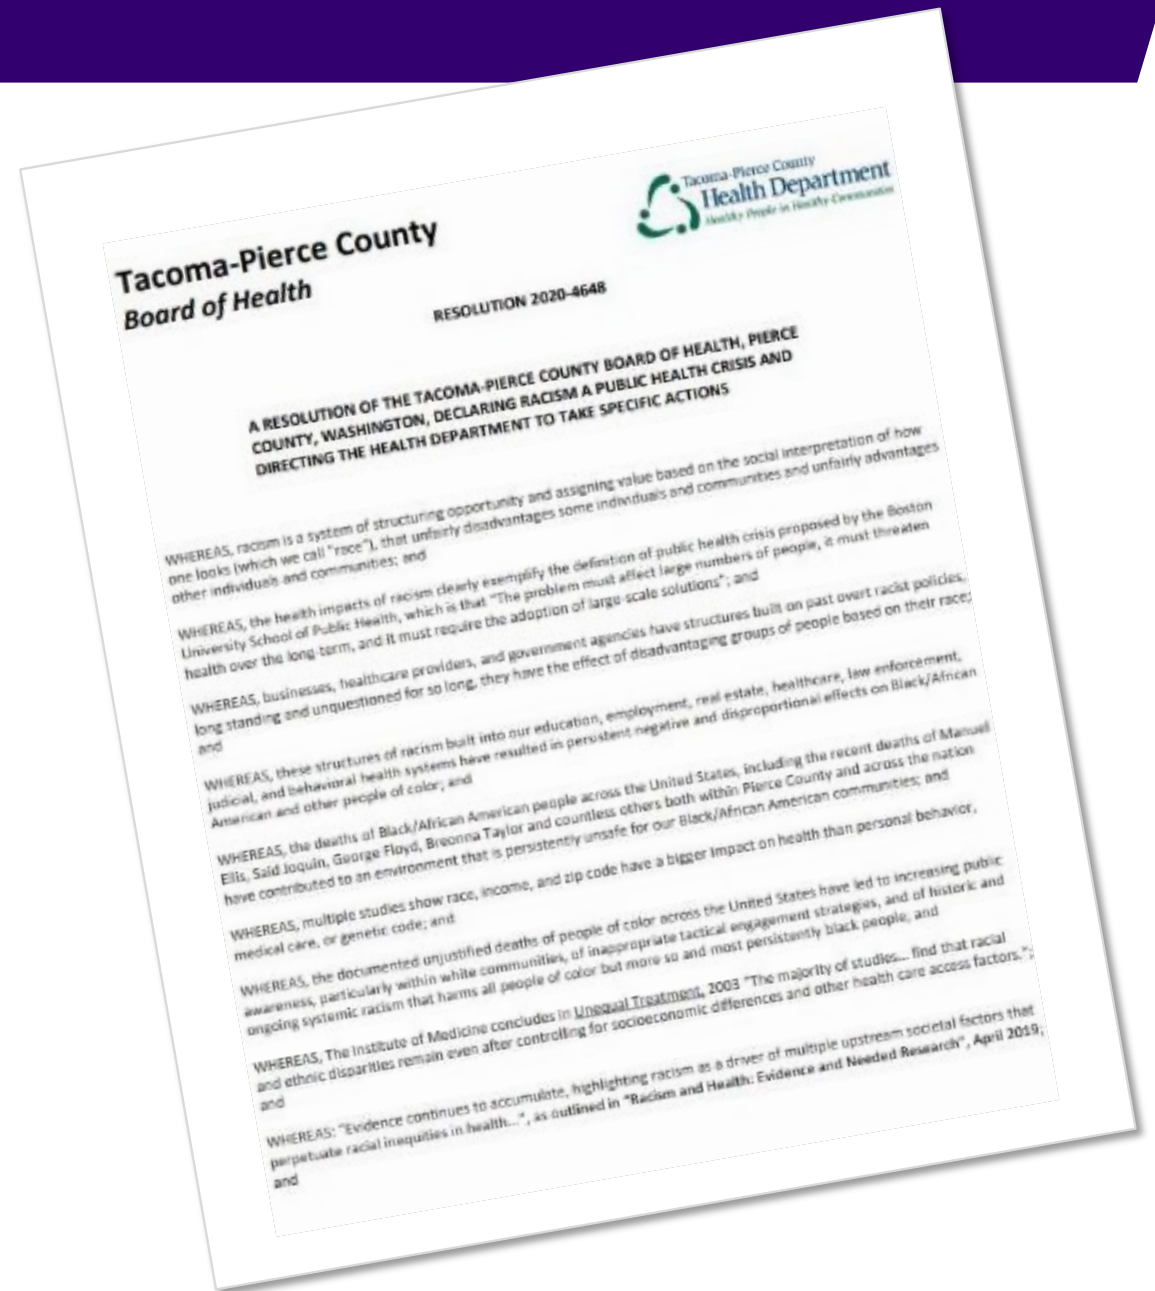 Tacoma-Pierce County
Health Department
Healthy People in Healthy Communities
Tacoma-Pierce County
Board of Health
RESOLUTION 2020-4648
A RESOLUTION OF THE TACOMA-PIERCE COUNTY BOARD OF HEALTH, PIERCE
COUNTY, WASHINGTON, DECLARING RACISM A PUBLIC HEALTH CRISIS AND
DIRECTING THE HEALTH DEPARTMENT TO TAKE SPECIFIC ACTIONS
WHEREAS, racism is a system of structuring opportunity and assigning value based on the social interpretation of how
one looks (which we call "race"), that unfairly disadvantages some individuals and communities and unfairly advantages
other individuals and communities; and
WHEREAS, the health impacts of racism clearly exemplify the definition of public health crisis proposed by the Boston
University School of Public Health, which is that "The problem must affect large numbers of people, it must threaten
health over the long-term, and it must require the adoption of large-scale solutions"; and
WHEREAS, businesses, healthcare providers, and government agencies have structures built on past overt racist policies,
long standing and unquestioned for so long, they have the effect of disadvantaging groups of people based on their race;
and
WHEREAS, these structures of racism built into our education, employment, real estate, healthcare, law enforcement,
judicial, and behavioral health systems have resulted in persistent negative and disproportional effects on Black/African
American and other people of color; and
WHEREAS, the deaths of Black/African American people across the United States, including the recent deaths of Manuel
Ellis, Said Joquin, George Floyd, Breonna Taylor and countless others both within Pierce County and across the nation
have contributed to an environment that is persistently unsafe for our Black/African American communities; and
WHEREAS, multiple studies show race, income, and zip code have a bigger impact on health than personal behavior,
medical care, or genetic code; and
WHEREAS, the documented unjustified deaths of people of color across the United States have led to increasing public
awareness, particularly within white communities, of inappropriate tactical engagement strategies, and of historic and
ongoing systemic racism that harms all people of color but more so and most persistently black people, and
WHEREAS, The Institute of Medicine concludes in Unequal Treatment, 2003 "The majority of studies... find that racial
and ethnic disparities remain even after controlling for socioeconomic differences and other health care access factors.";
and
WHEREAS: "Evidence continues to accumulate, highlighting racism as a driver of multiple upstream societal factors that
perpetuate racial inequities in health...", as outlined in "Racism and Health: Evidence and Needed Research", April 2019;
and